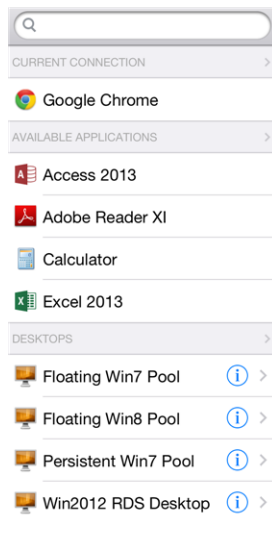 CURRENT CONNECTION
Google Chrome
AVAILABLE APPLICATIONS
Access 2013
Adobe Reader XI
Calculator
Excel 2013
DESKTOPS
Floating Win7 Pool
Floating Win8 Pool
Persistent Win7 Pool
Win2012 RDS Desktop